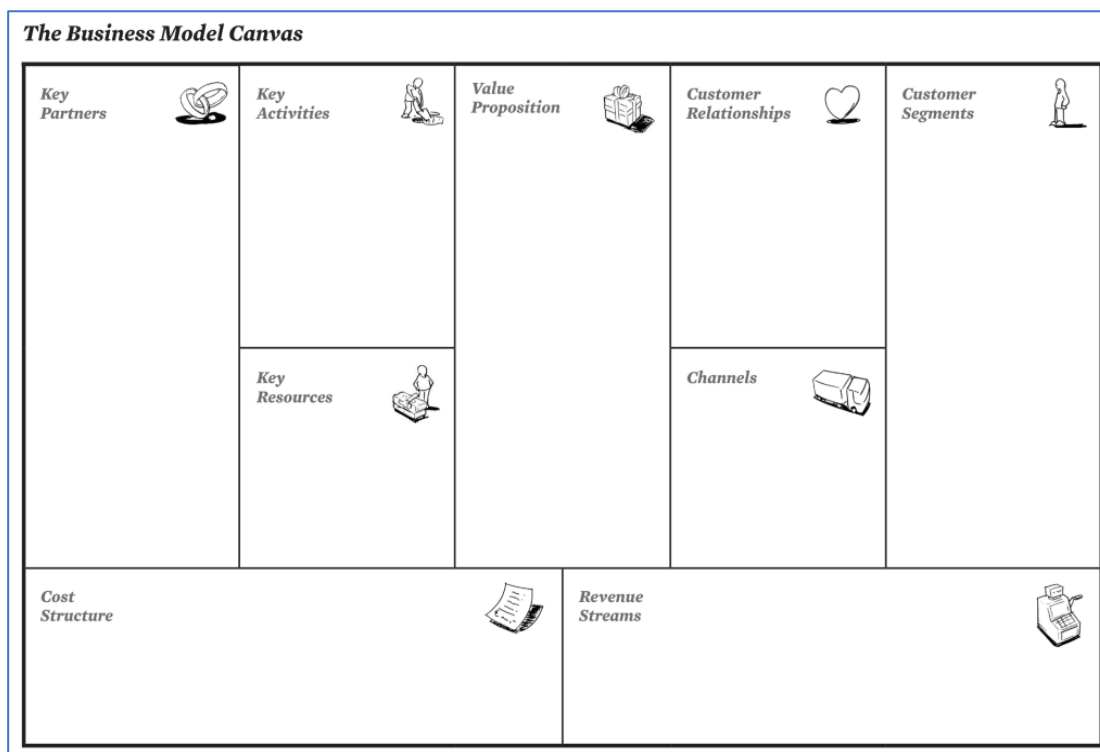 The Business Model Canvas
Key
Partners
Key
Activities
Value
Proposition
Customer
Relationships
Customer
Segments
Key
Resources
Channels
Cost
Structure
Revenue
Streams